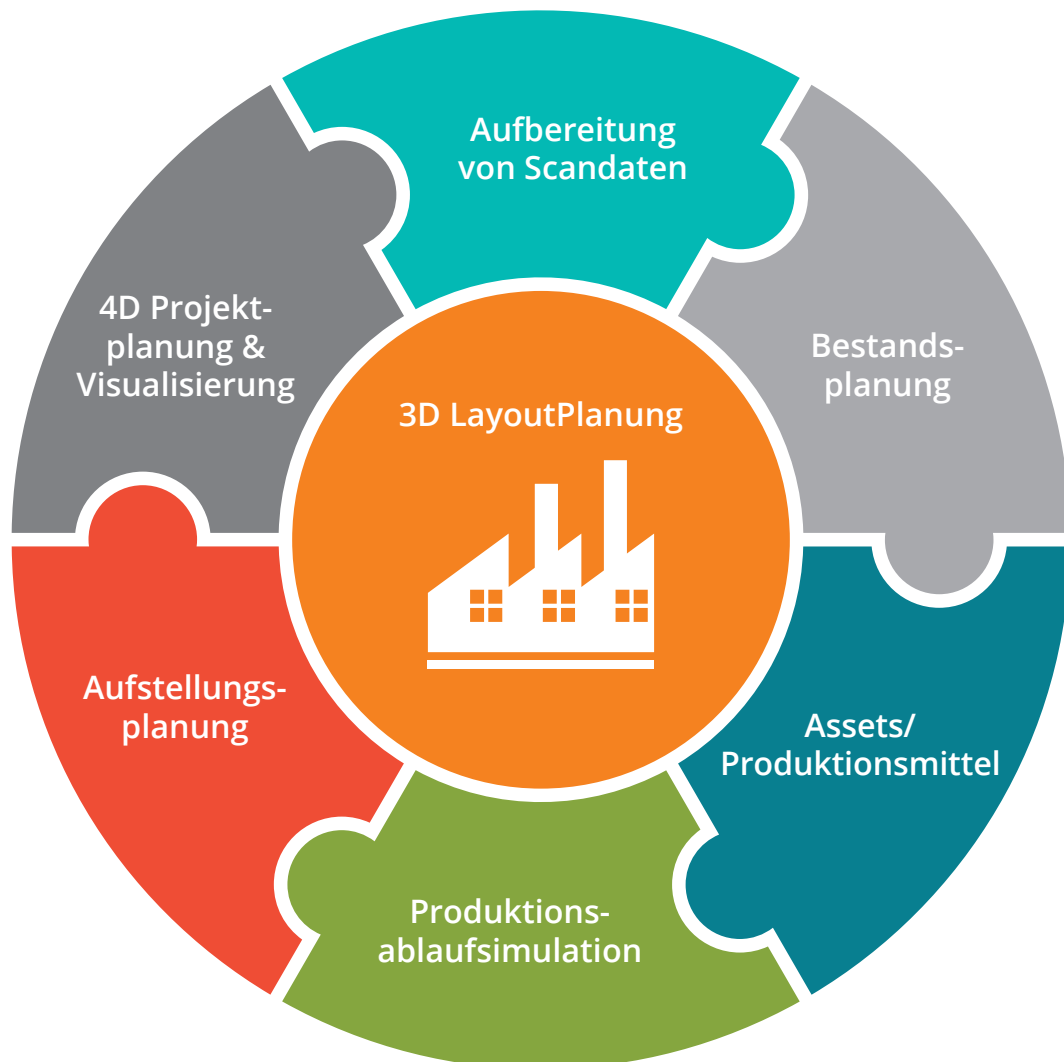 Aufbereitung
von Scandaten
4D Projekt-
planung &
Visualisierung
Bestands-
planung
3D LayoutPlanung
Aufstellungs-
planung
Assets/
Produktionsmittel
Produktions-
ablaufsimulation